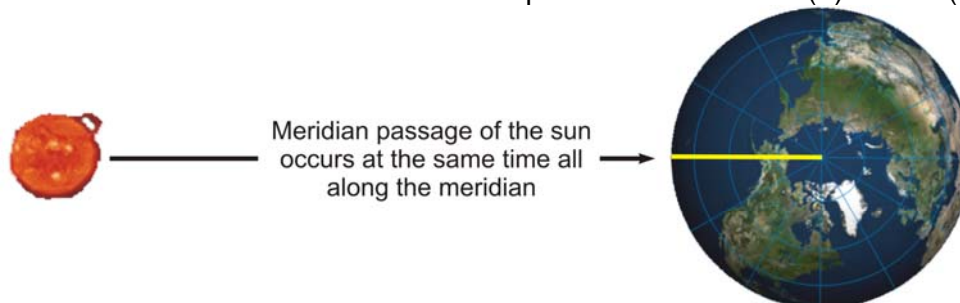 Meridian passage of the sun
occurs at the same time all
along the meridian